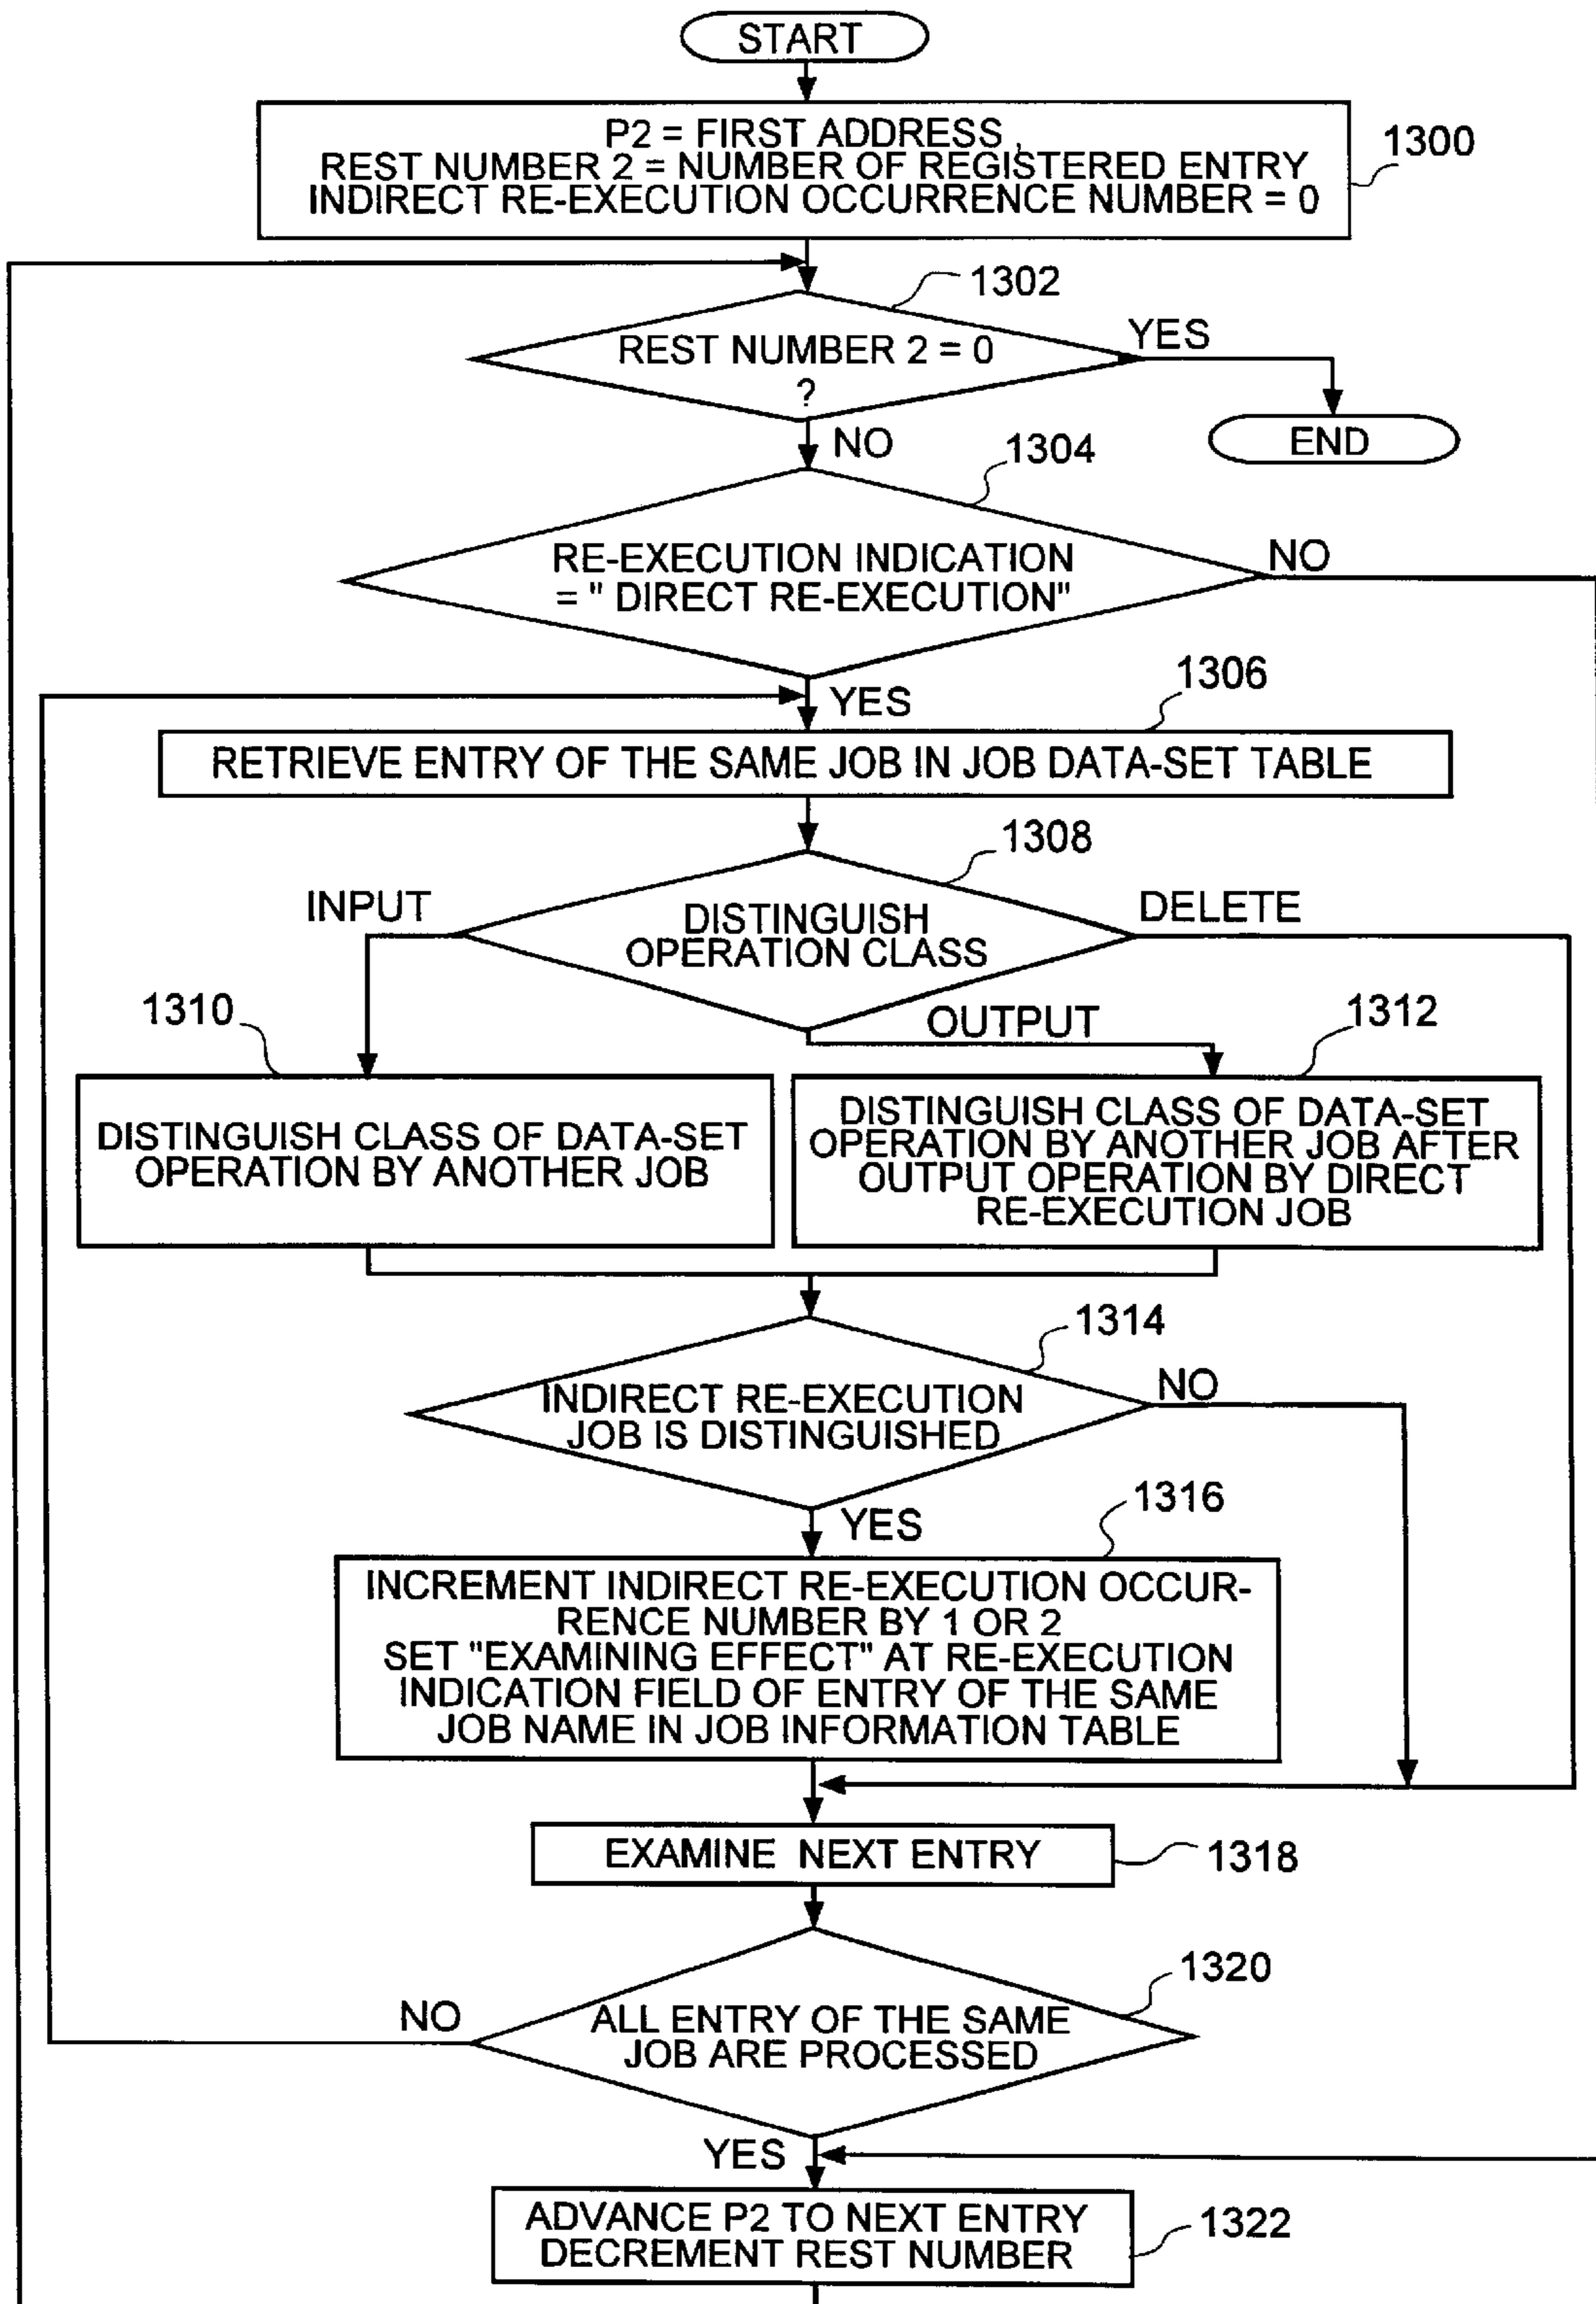 START
P2 = FIRST ADDRESS ,
REST NUMBER 2 = NUMBER OF REGISTERED ENTRY
INDIRECT RE-EXECUTION OCCURRENCE NUMBER = 0
1300
1302
REST NUMBER 2 = 0
?
YES
END
NO
1304
RE-EXECUTION INDICATION
= " DIRECT RE-EXECUTION"
NO
YES
1306
RETRIEVE ENTRY OF THE SAME JOB IN JOB DATA-SET TABLE
1308
INPUT
DISTINGUISH
OPERATION CLASS
DELETE
OUTPUT
1310
1312
DISTINGUISH CLASS OF DATA-SET
OPERATION BY ANOTHER JOB
DISTINGUISH CLASS OF DATA-SET
OPERATION BY ANOTHER JOB AFTER
OUTPUT OPERATION BY DIRECT
RE-EXECUTION JOB
1314
INDIRECT RE-EXECUTION
JOB IS DISTINGUISHED
NO
YES
1316
INCREMENT INDIRECT RE-EXECUTION OCCUR-
RENCE NUMBER BY 1 OR 2
SET "EXAMINING EFFECT" AT RE-EXECUTION
INDICATION FIELD OF ENTRY OF THE SAME
JOB NAME IN JOB INFORMATION TABLE
EXAMINE NEXT ENTRY
1318
1320
NO
ALL ENTRY OF THE SAME
JOB ARE PROCESSED
YES
ADVANCE P2 TO NEXT ENTRY
DECREMENT REST NUMBER
1322